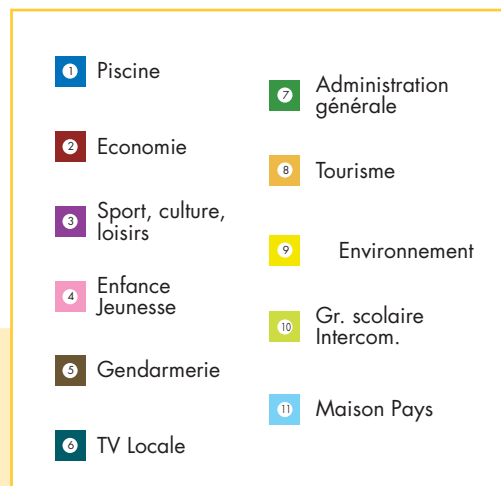 1 Piscine
2 Economie
3 Sport, culture,
loisirs
4 Enfance
Jeunesse
5 Gendarmerie
6 TV Locale
7 Administration
générale
8 Tourisme
9 Environnement
10 Gr. scolaire
Intercom.
11 Maison Pays